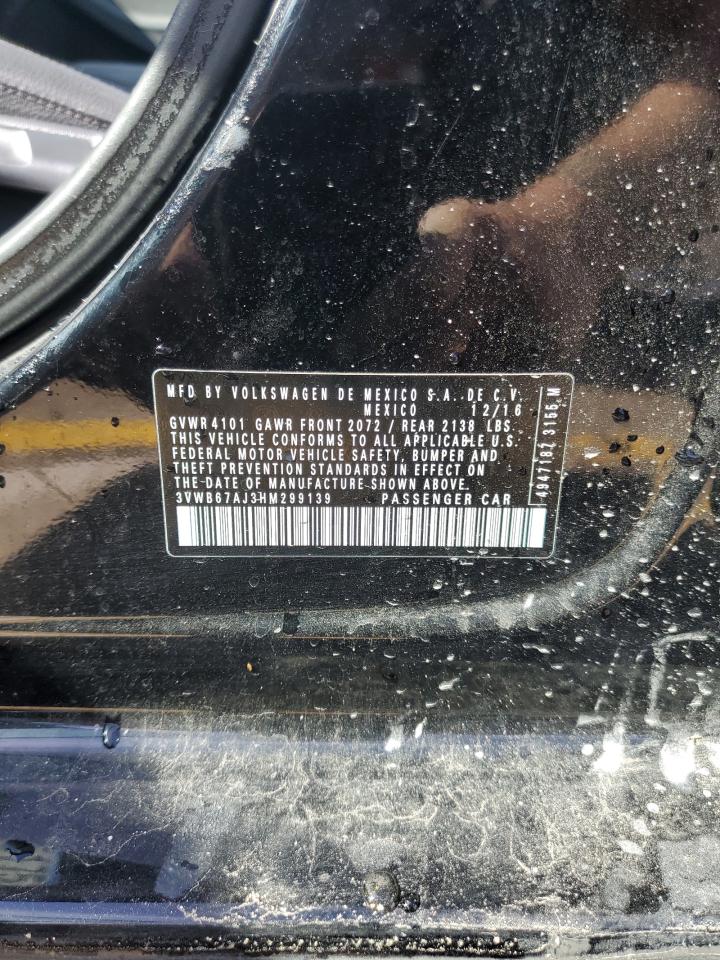 MFD BY VOLKSWAGEN DE MEXICO S.A. DE C.V.
MEXICO 12/16
GVWR 4101 GAWR FRONT 2072 / REAR 2138 LBS.
THIS VEHICLE CONFORMS TO ALL APPLICABLE U.S.
FEDERAL MOTOR VEHICLE SAFETY, BUMPER AND
THEFT PREVENTION STANDARDS IN EFFECT ON
THE DATE OF MANUFACTURE SHOWN ABOVE.
3VWB67AJ3HM299139 PASSENGER CAR